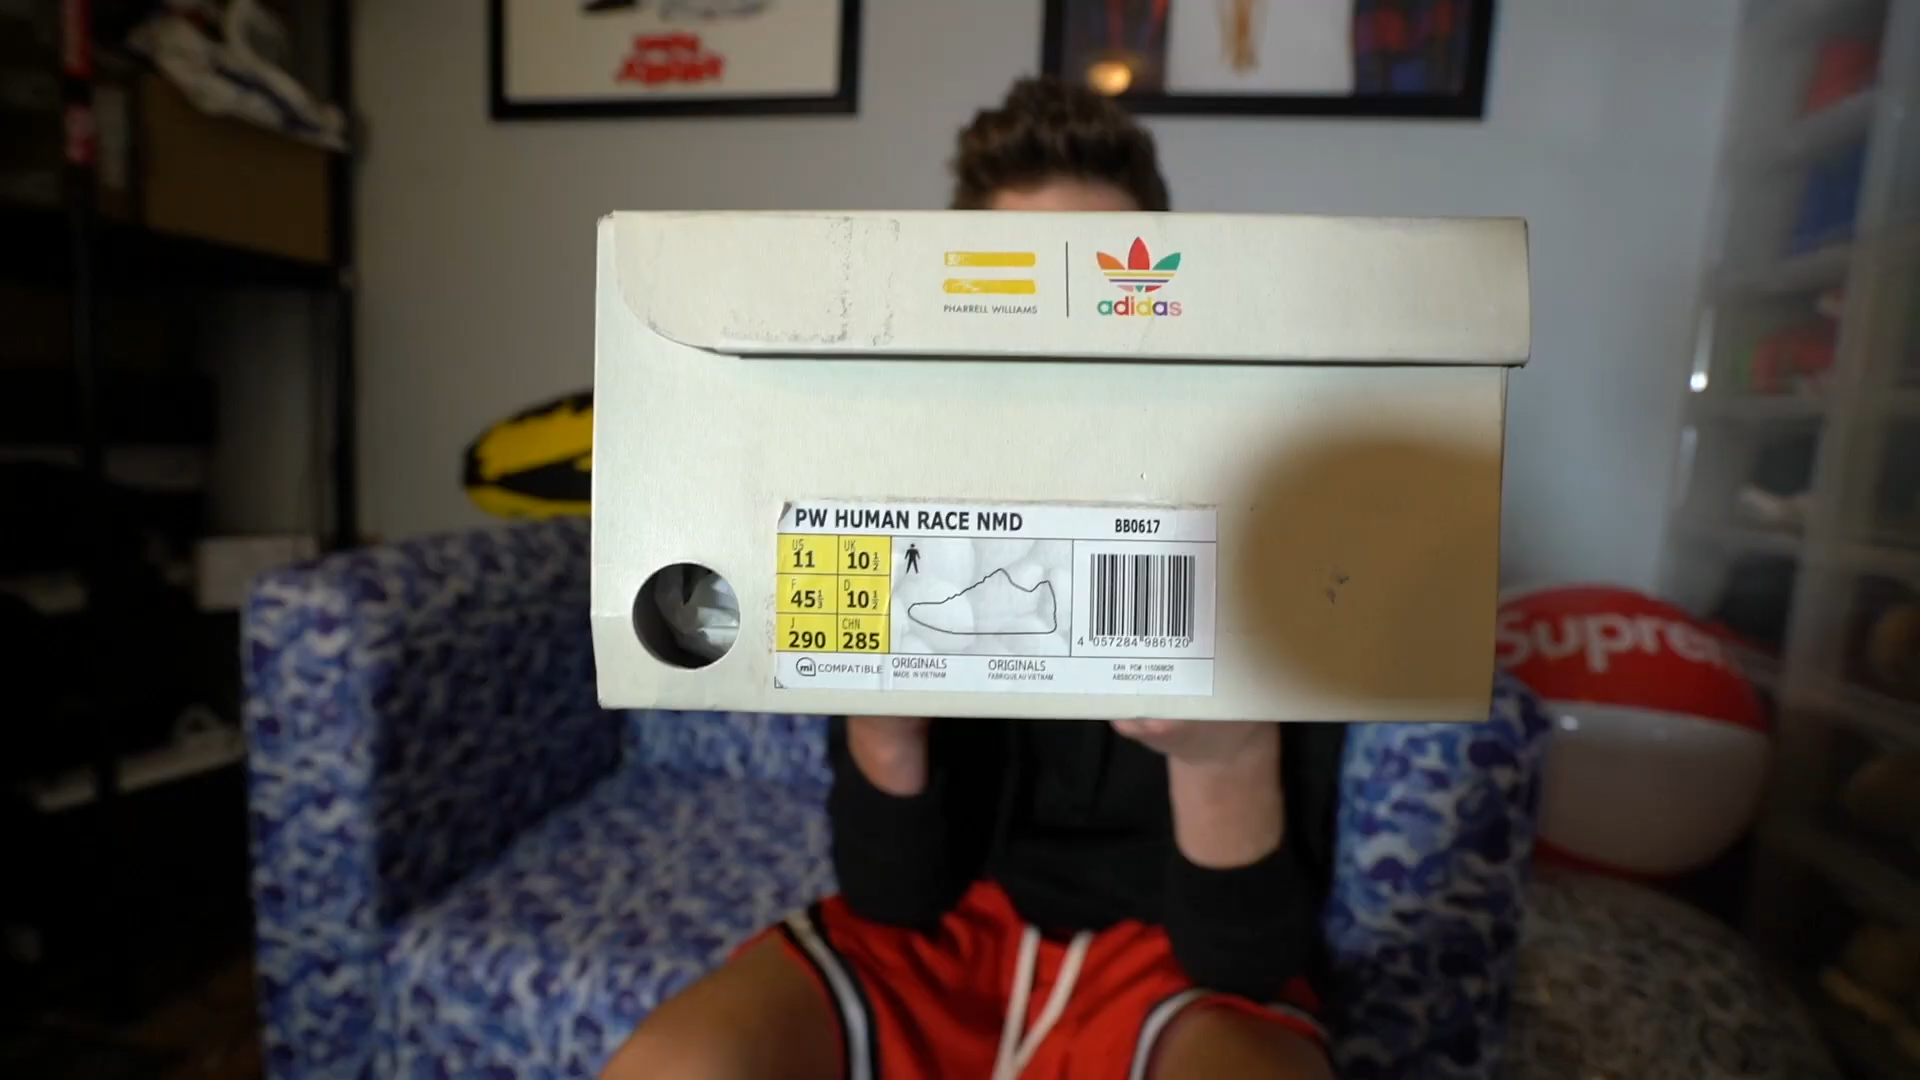 PHARRELL WILLIAMS
adidas
PW HUMAN RACE NMD
BB0617
US 11
UK 10½
F 45⅓
D 10½
J 290
CHN 285
4 057284 986120
mi COMPATIBLE
ORIGINALS
MADE IN VIETNAM
ORIGINALS
FABRIQUE AU VIETNAM
Supre